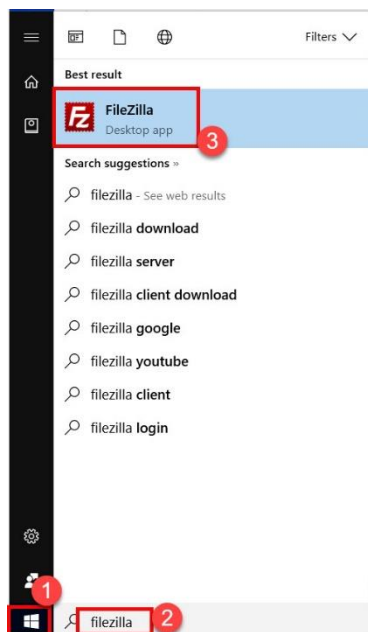 Filters
Best result
Fz
FileZilla
Desktop app
3
Search suggestions »
filezilla - See web results
filezilla download
filezilla server
filezilla client download
filezilla google
filezilla youtube
filezilla client
filezilla login
1
filezilla
2